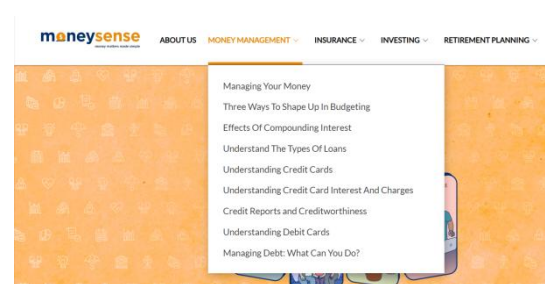 moneysense
money matters made simple
ABOUT US MONEY MANAGEMENT INSURANCE INVESTING RETIREMENT PLANNING
Managing Your Money
Three Ways To Shape Up In Budgeting
Effects Of Compounding Interest
Understand The Types Of Loans
Understanding Credit Cards
Understanding Credit Card Interest And Charges
Credit Reports and Creditworthiness
Understanding Debit Cards
Managing Debt: What Can You Do?